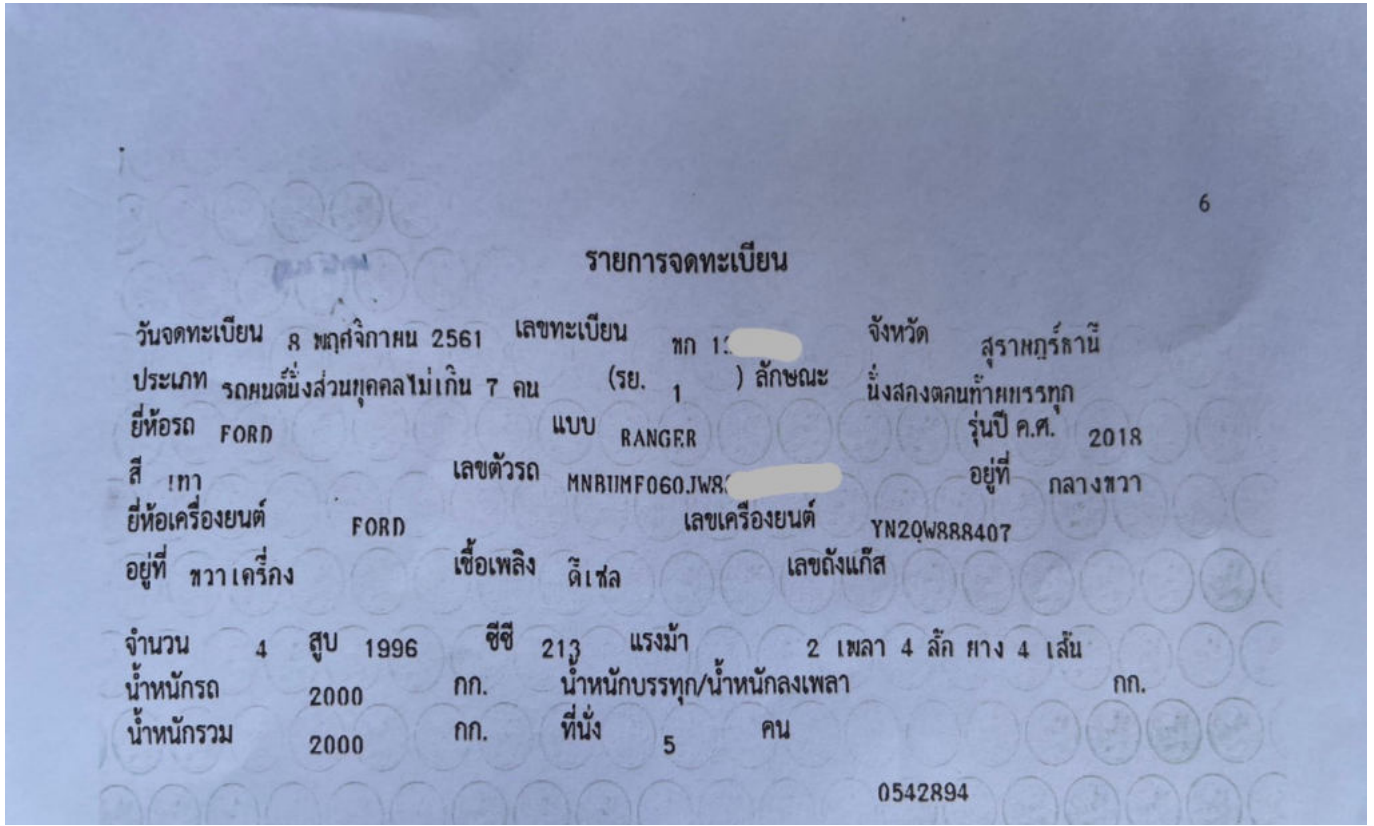 6
รายการจดทะเบียน
วันจดทะเบียน 8 พฤศจิกายน 2561 เลขทะเบียน 13 จังหวัด สุราษฎร์ธานี
ประเภท รถยนต์นั่งส่วนบุคคลไม่เกิน 7 คน (รย. 1 ) ลักษณะ นั่งสองตอนท้ายบรรทุก
ยี่ห้อรถ FORD แบบ RANGER รุ่นปี ค.ศ. 2018
สี เทา เลขตัวรถ อยู่ที่ กลางขวา
ยี่ห้อเครื่องยนต์ FORD เลขเครื่องยนต์ YN2QW888407
อยู่ที่ ขวาเครื่อง เชื้อเพลิง ดีเซล เลขถังแก๊ส
จำนวน 4 สูบ 1996 ซีซี 213 แรงม้า 2 เพลา 4 ล้อ ยาง 4 เส้น
น้ำหนักรถ 2000 กก. น้ำหนักบรรทุก/น้ำหนักลงเพลา กก.
น้ำหนักรวม 2000 กก. ที่นั่ง 5 คน
0542894